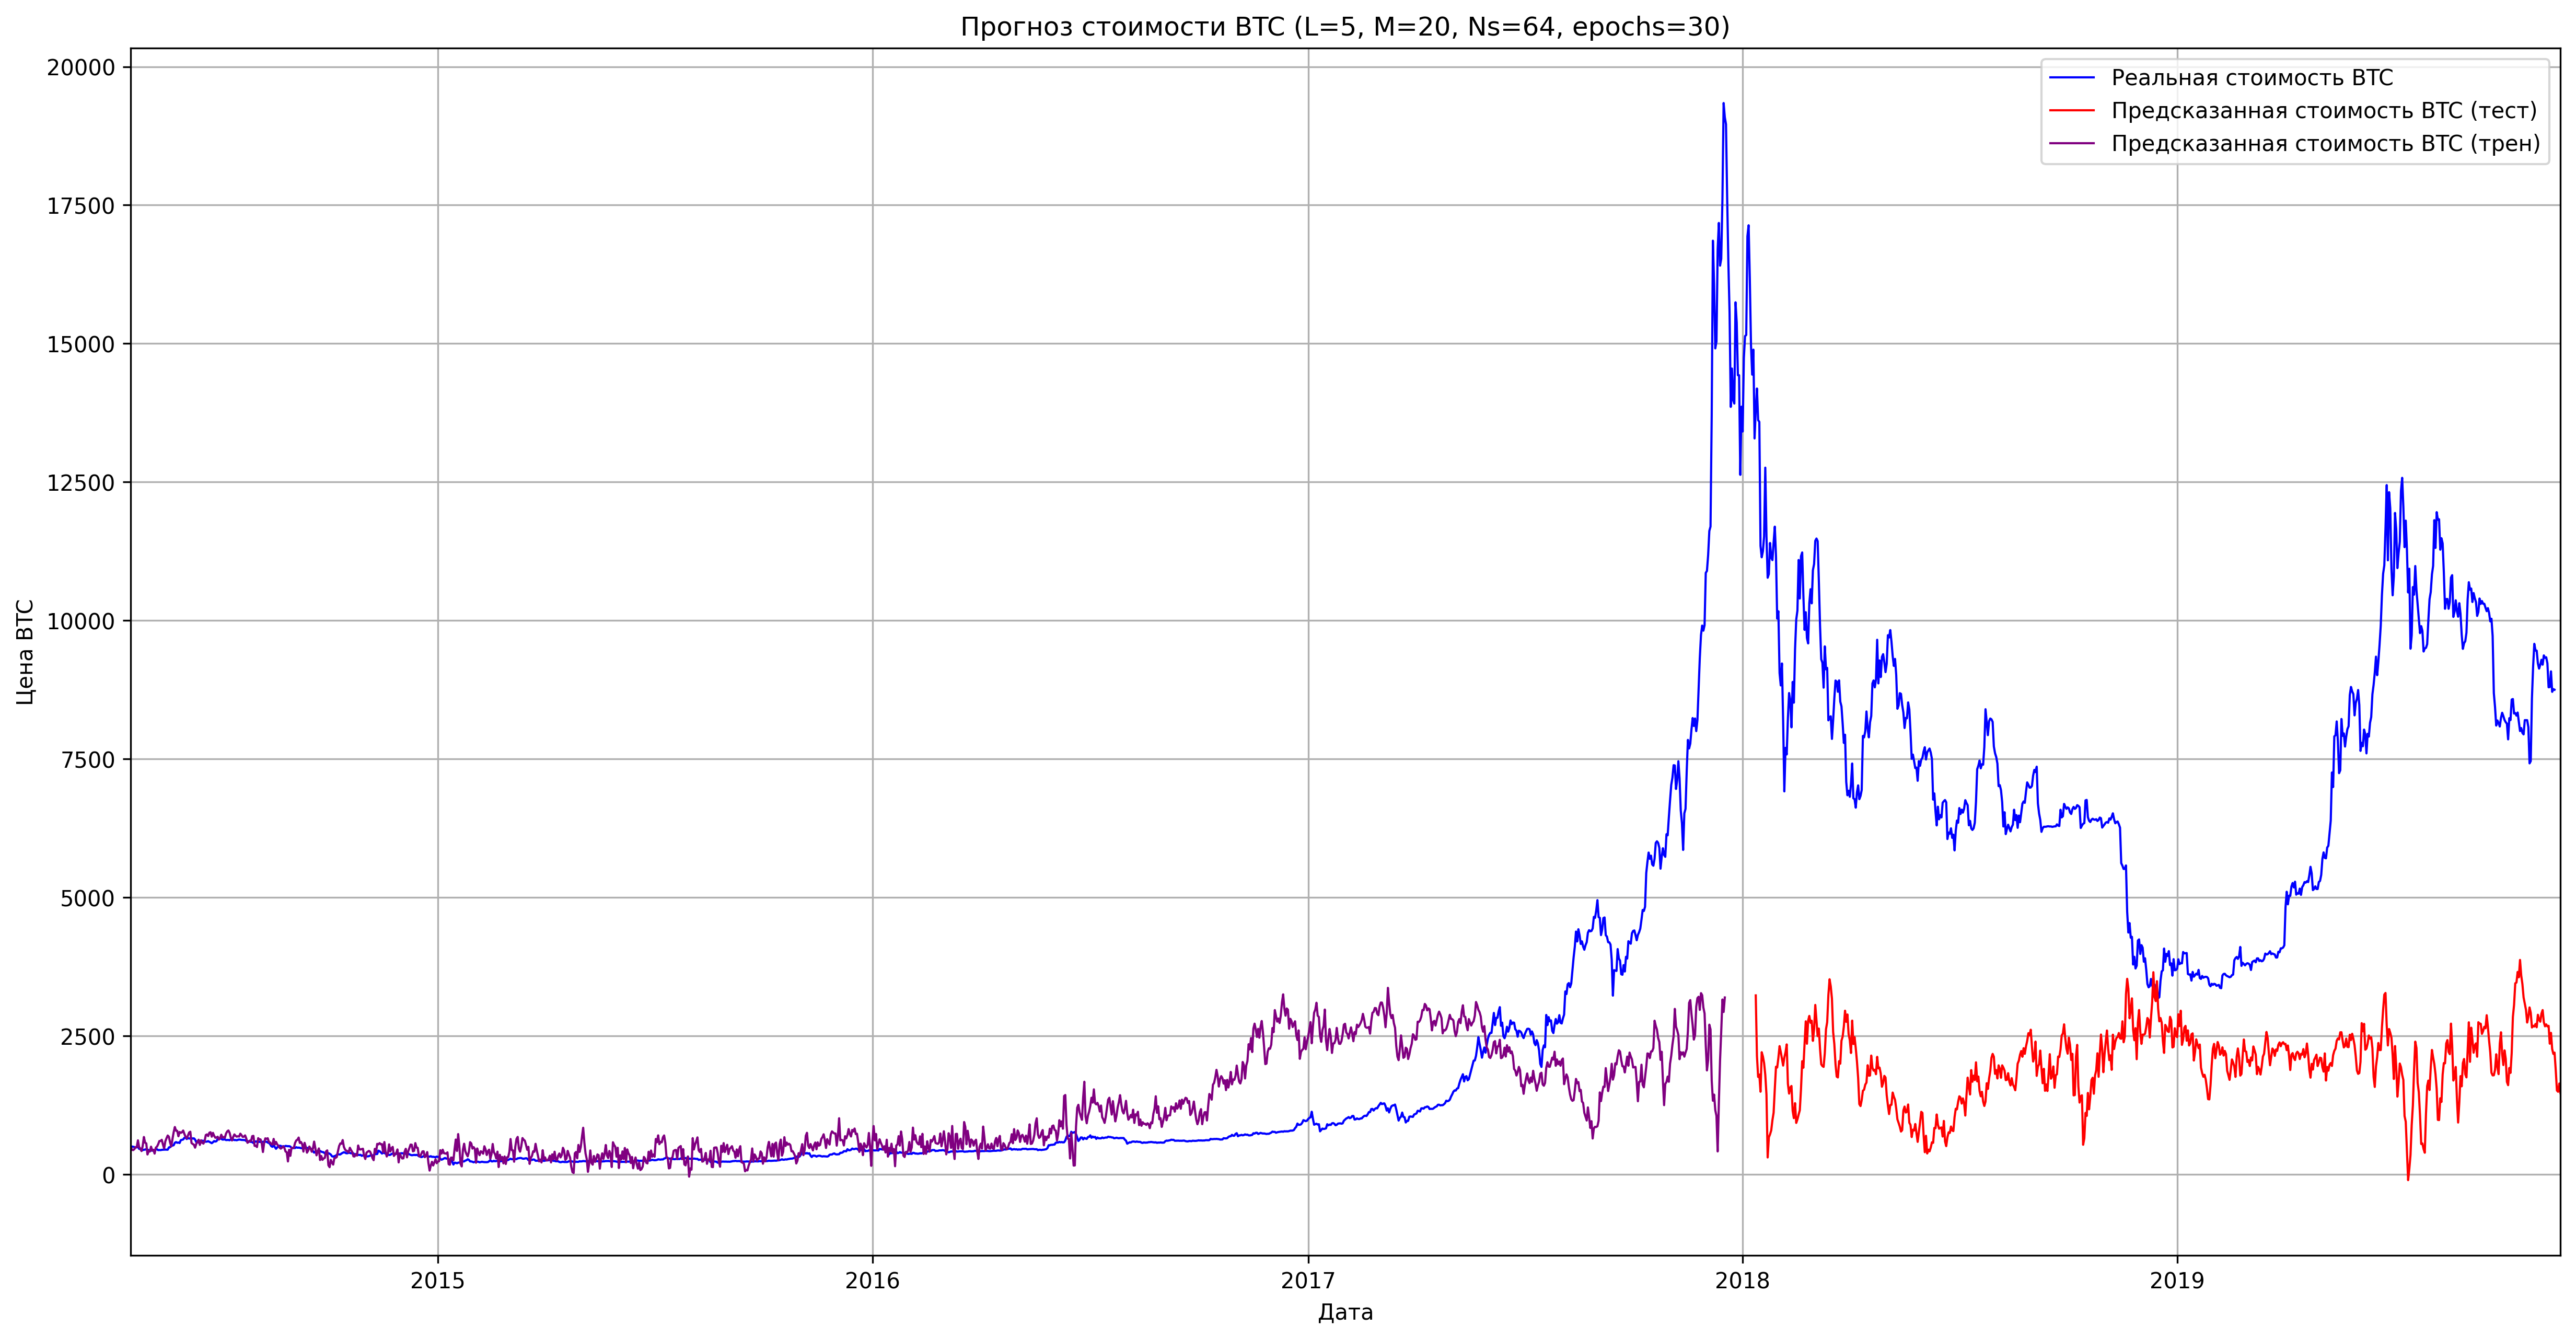 Прогноз стоимости BTC (L=5, M=20, Ns=64, epochs=30)
Реальная стоимость BTC
Предсказанная стоимость BTC (тест)
Предсказанная стоимость BTC (трен)
Цена BTC
20000
17500
15000
12500
10000
7500
5000
2500
0
2015 2016 2017 2018 2019
Дата